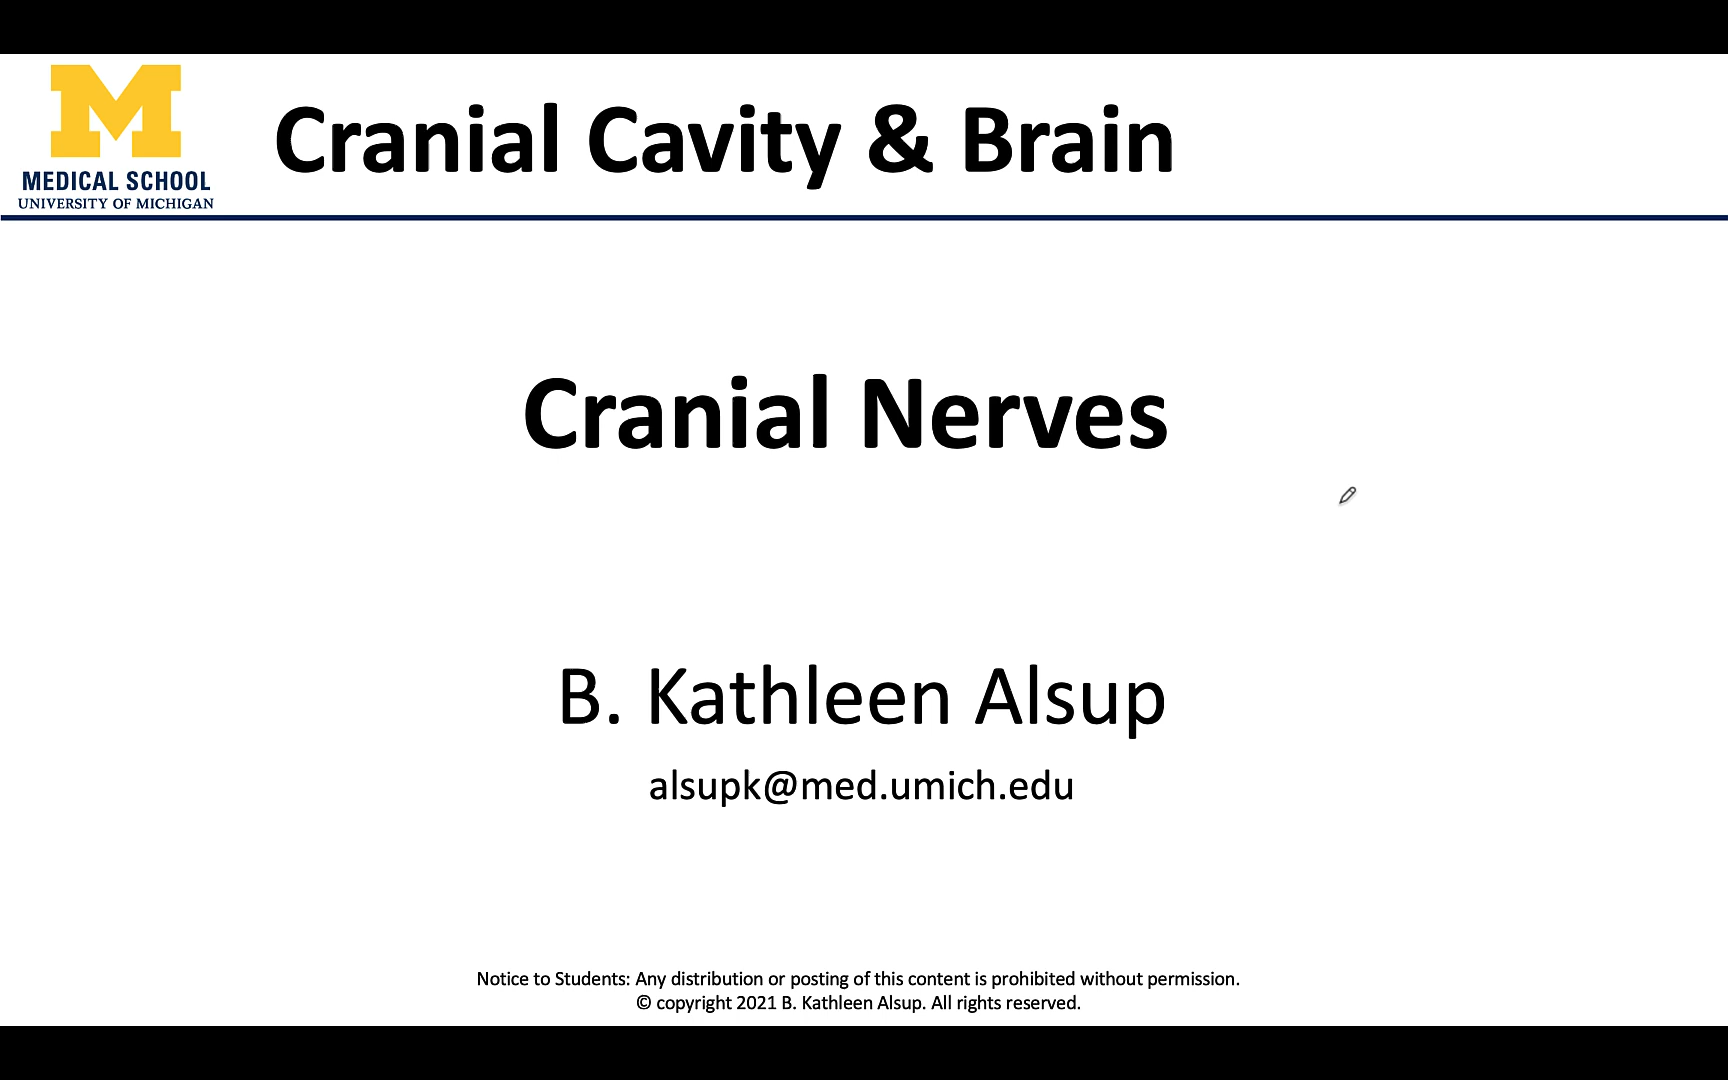 MEDICAL SCHOOL
UNIVERSITY OF MICHIGAN
Cranial Cavity & Brain
Cranial Nerves
B. Kathleen Alsup
alsupk@med.umich.edu
Notice to Students: Any distribution or posting of this content is prohibited without permission.
© copyright 2021 B. Kathleen Alsup. All rights reserved.